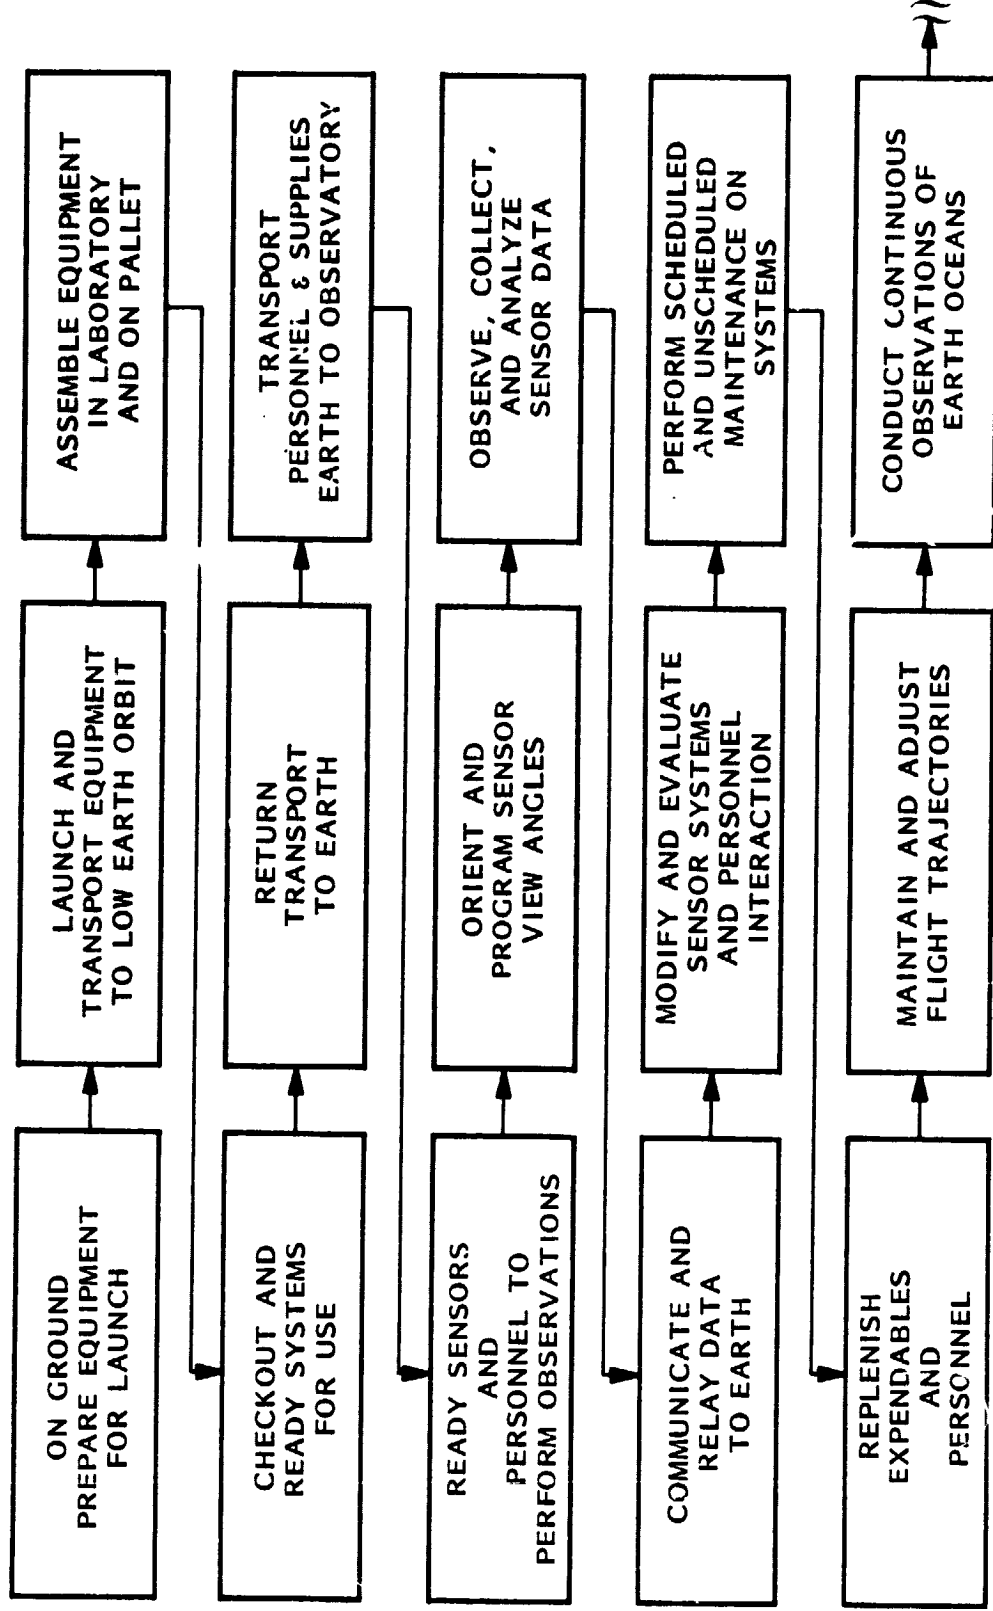 ON GROUND
PREPARE EQUIPMENT
FOR LAUNCH
LAUNCH AND
TRANSPORT EQUIPMENT
TO LOW EARTH ORBIT
ASSEMBLE EQUIPMENT
IN LABORATORY
AND ON PALLET
CHECKOUT AND
READY SYSTEMS
FOR USE
RETURN
TRANSPORT
TO EARTH
TRANSPORT
PERSONNEL & SUPPLIES
EARTH TO OBSERVATORY
READY SENSORS
AND
PERSONNEL TO
PERFORM OBSERVATIONS
ORIENT AND
PROGRAM SENSOR
VIEW ANGLES
OBSERVE, COLLECT,
AND ANALYZE
SENSOR DATA
COMMUNICATE AND
RELAY DATA
TO EARTH
MODIFY AND EVALUATE
SENSOR SYSTEMS
AND PERSONNEL
INTERACTION
PERFORM SCHEDULED
AND UNSCHEDULED
MAINTENANCE ON
SYSTEMS
REPLENISH
EXPENDABLES
AND
PERSONNEL
MAINTAIN AND ADJUST
FLIGHT TRAJECTORIES
CONDUCT CONTINUOUS
OBSERVATIONS OF
EARTH OCEANS